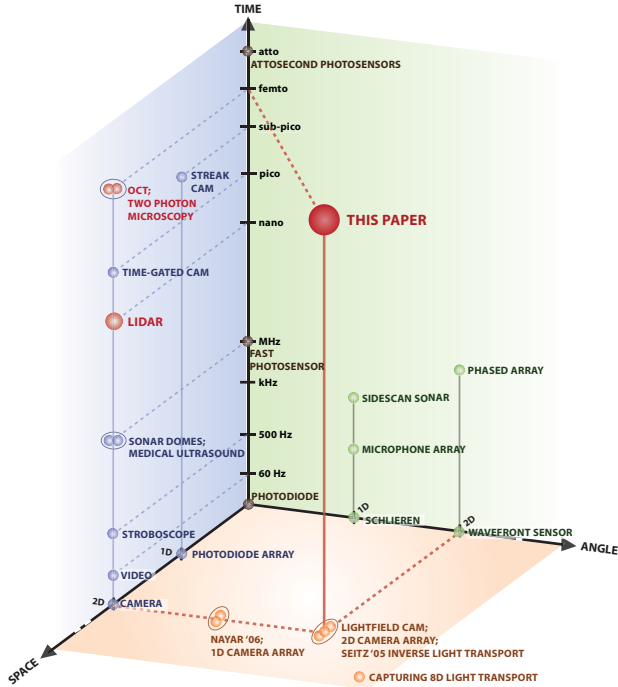 TIME
atto
ATTOSECOND PHOTOSENSORS
femto
sub-pico
pico
STREAK
CAM
OCT;
TWO PHOTON
MICROSCOPY
nano
THIS PAPER
TIME-GATED CAM
LIDAR
MHz
FAST
PHOTOSENSOR
kHz
PHASED ARRAY
SIDESCAN SONAR
500 Hz
SONAR DOMES;
MEDICAL ULTRASOUND
MICROPHONE ARRAY
60 Hz
PHOTODIODE
1D
SCHLIEREN
2D
WAVEFRONT SENSOR
ANGLE
STROBOSCOPE
1D
PHOTODIODE ARRAY
VIDEO
2D
CAMERA
NAYAR ‘06;
1D CAMERA ARRAY
LIGHTFIELD CAM;
2D CAMERA ARRAY;
SEITZ ‘05 INVERSE LIGHT TRANSPORT
SPACE
CAPTURING 8D LIGHT TRANSPORT